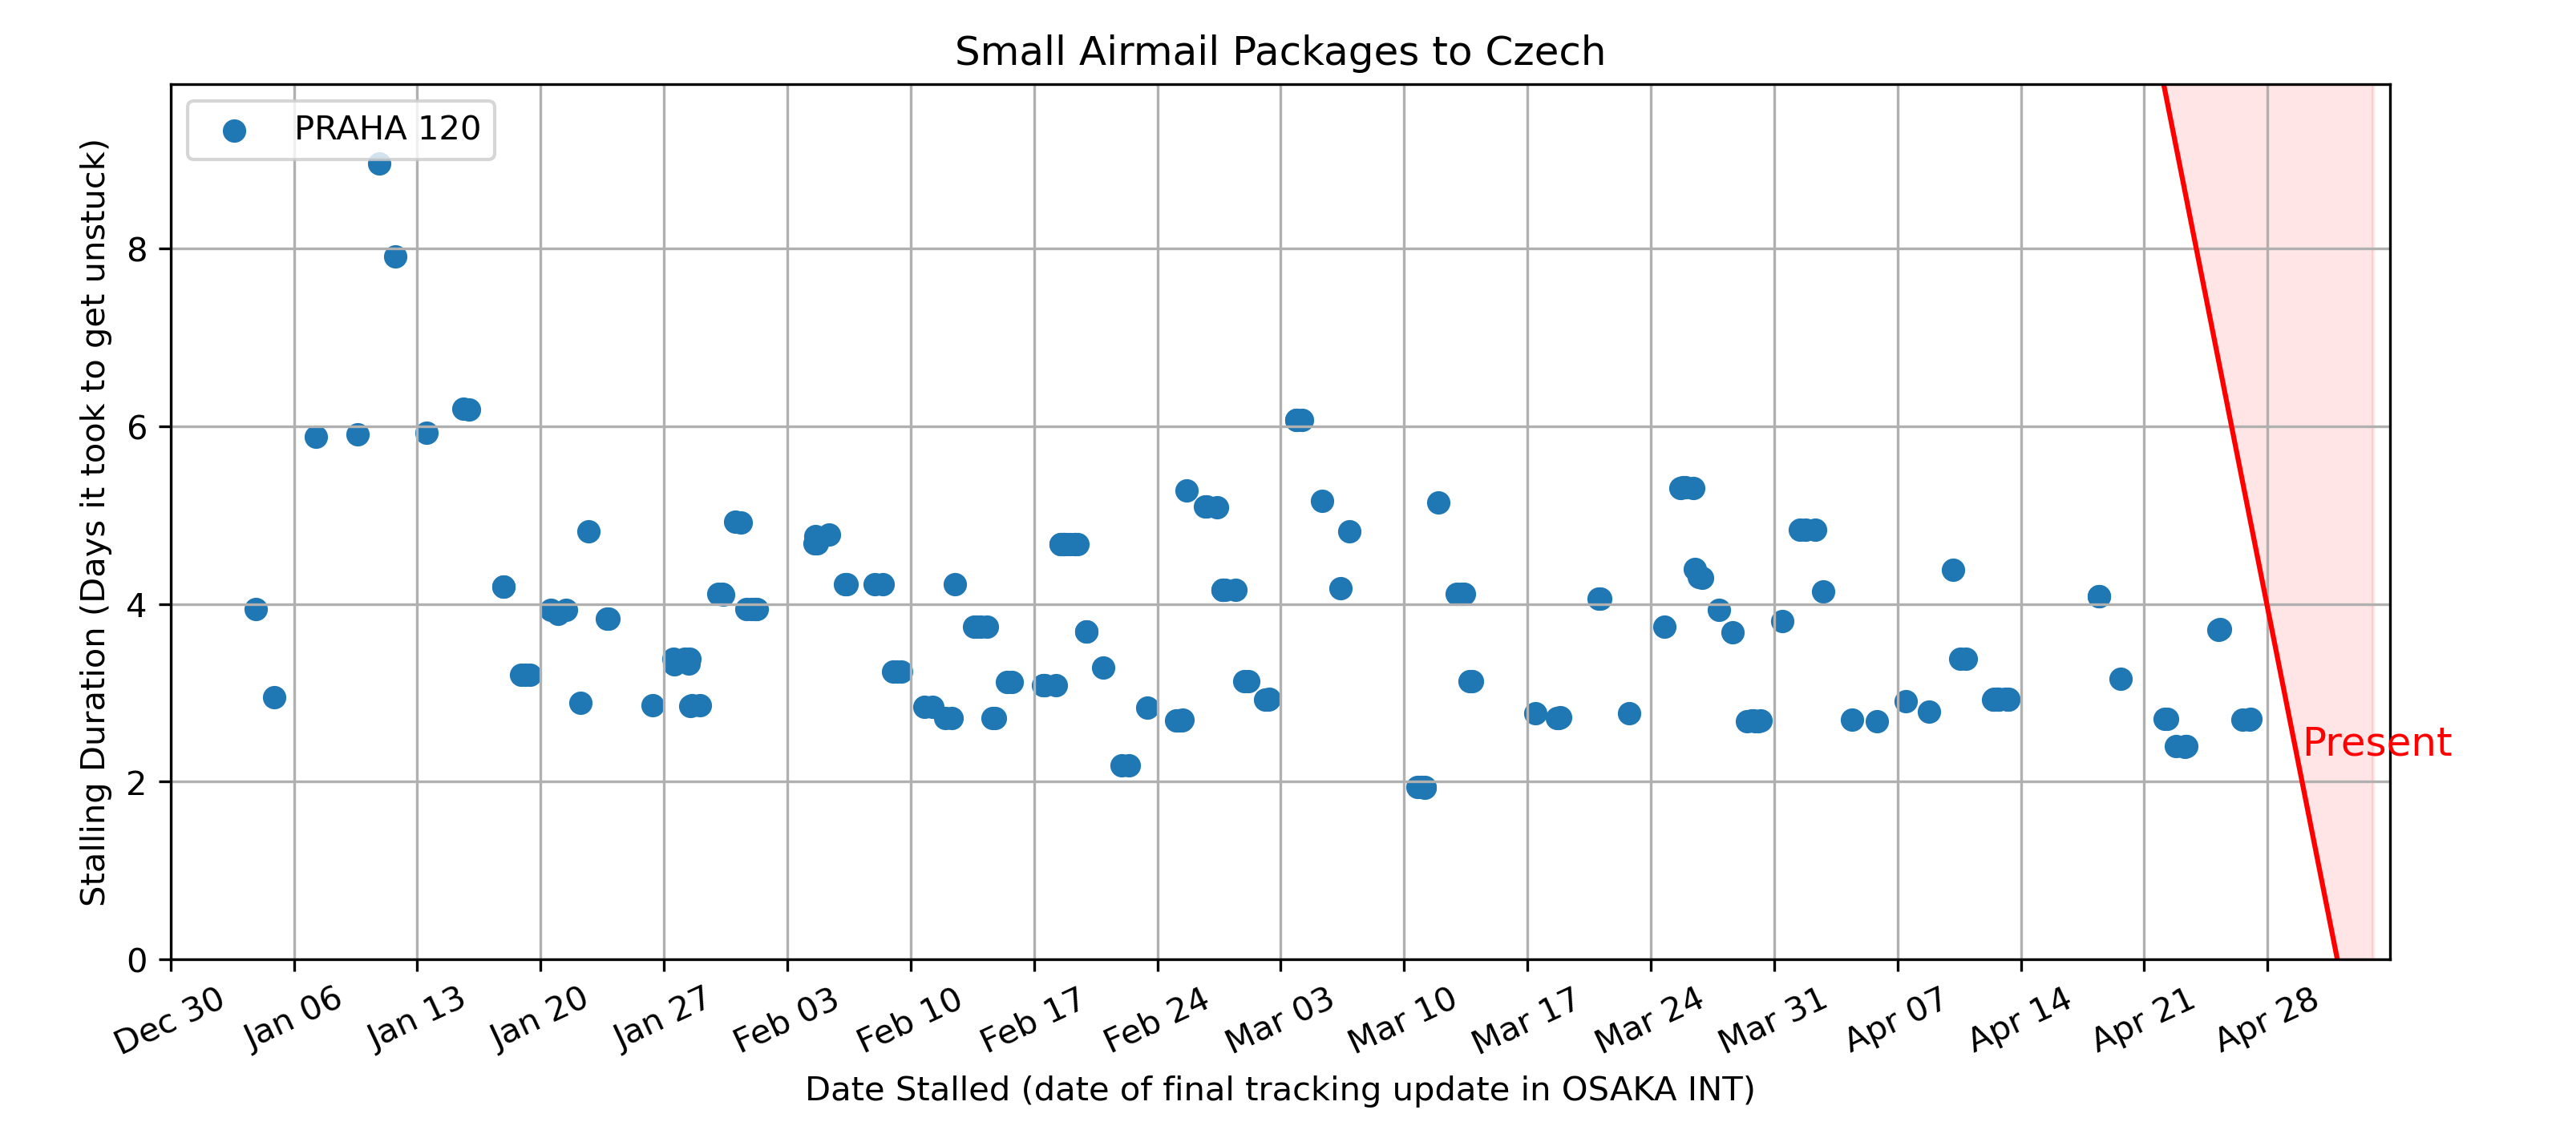 Small Airmail Packages to Czech
PRAHA 120
Stalling Duration (Days it took to get unstuck)
8
6
4
2
0
Present
Dec 30 Jan 06 Jan 13 Jan 20 Jan 27 Feb 03 Feb 10 Feb 17 Feb 24 Mar 03 Mar 10 Mar 17 Mar 24 Mar 31 Apr 07 Apr 14 Apr 21 Apr 28
Date Stalled (date of final tracking update in OSAKA INT)